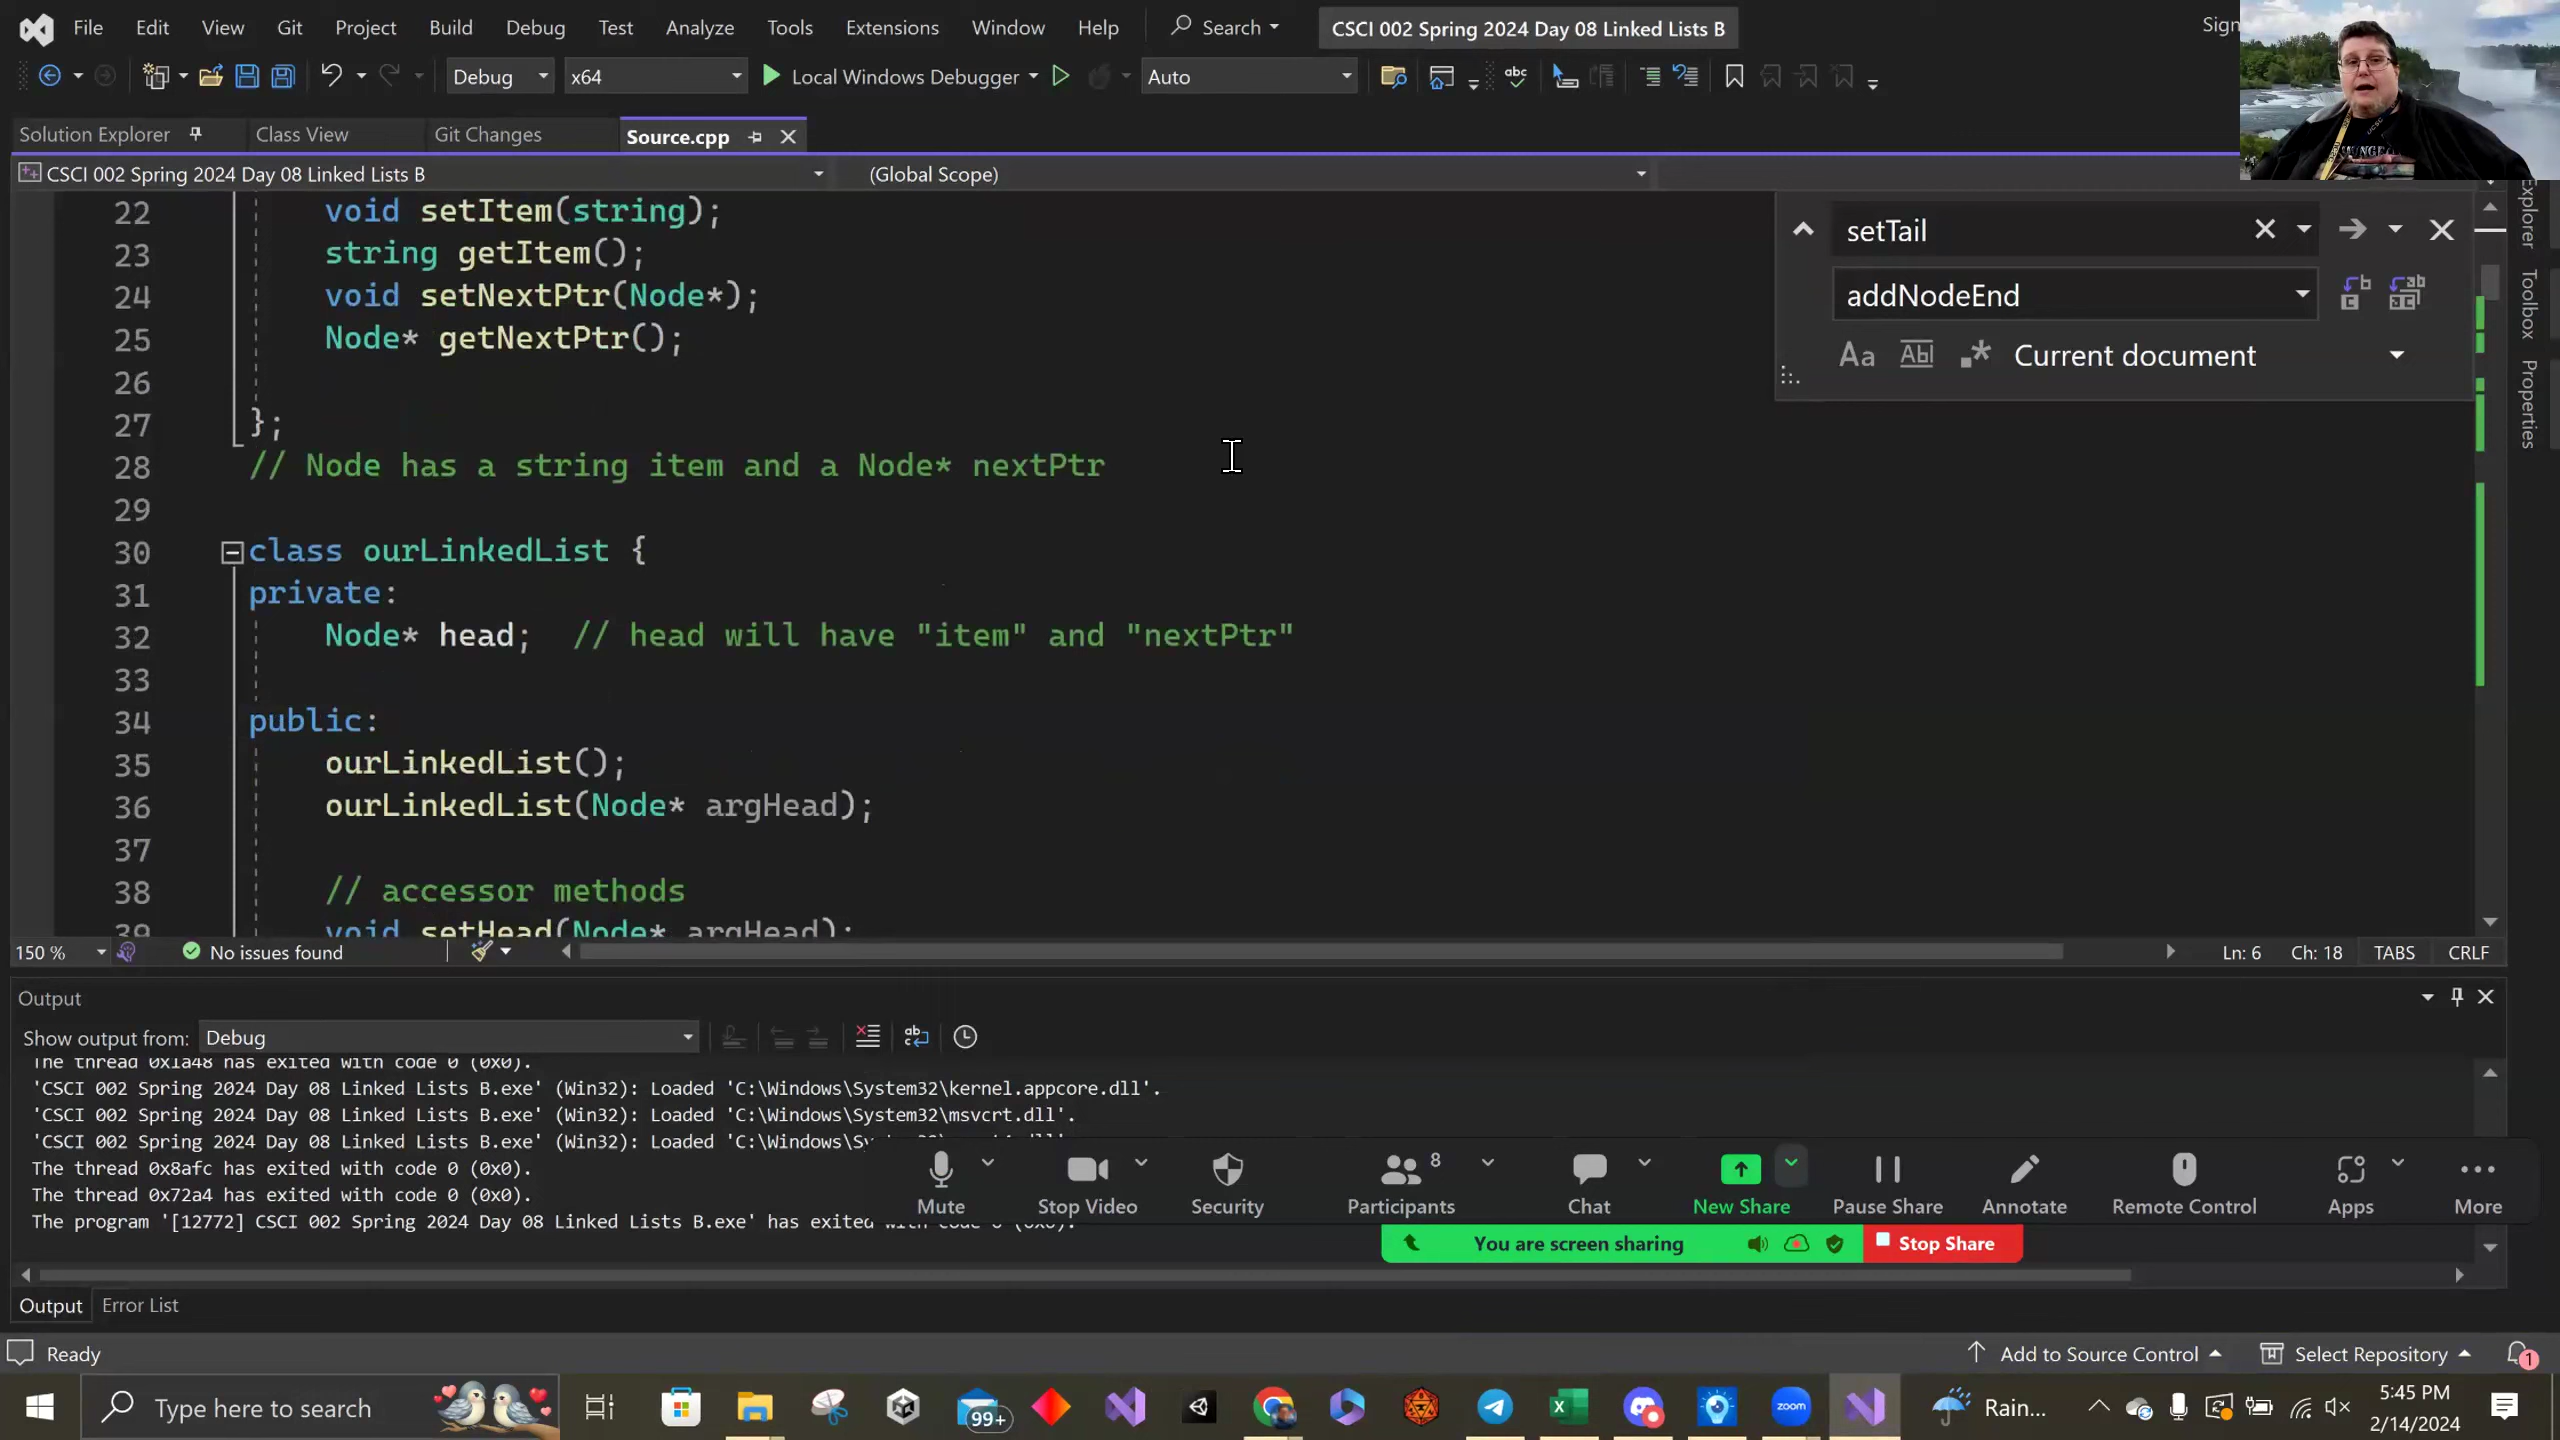 File Edit View Git Project Build Debug Test Analyze Tools Extensions Window Help Search CSCI 002 Spring 2024 Day 08 Linked Lists B Sign
Debug x64 Local Windows Debugger Auto
Solution Explorer Class View Git Changes Source.cpp
CSCI 002 Spring 2024 Day 08 Linked Lists B (Global Scope)
22 void setItem(string);
23 string getItem();
24 void setNextPtr(Node*);
25 Node* getNextPtr();
26
27 };
28 // Node has a string item and a Node* nextPtr
29
30 class ourLinkedList {
31 private:
32 Node* head; // head will have "item" and "nextPtr"
33
34 public:
35 ourLinkedList();
36 ourLinkedList(Node* argHead);
37
38 // accessor methods
39 void setHead(Node* argHead);
setTail
addNodeEnd
Aa Abl .* Current document
Explorer
Toolbox
Properties
150 % No issues found Ln: 6 Ch: 18 TABS CRLF
Output
Show output from: Debug
The thread 0x1a48 has exited with code 0 (0x0).
'CSCI 002 Spring 2024 Day 08 Linked Lists B.exe' (Win32): Loaded 'C:\Windows\System32\kernel.appcore.dll'.
'CSCI 002 Spring 2024 Day 08 Linked Lists B.exe' (Win32): Loaded 'C:\Windows\System32\msvcrt.dll'.
'CSCI 002 Spring 2024 Day 08 Linked Lists B.exe' (Win32): Loaded 'C:\Windows\Sy
The thread 0x8afc has exited with code 0 (0x0).
The thread 0x72a4 has exited with code 0 (0x0).
The program '[12772] CSCI 002 Spring 2024 Day 08 Linked Lists B.exe' has exited with code 0 (0x0).
Mute Stop Video Security Participants 8 Chat New Share Pause Share Annotate Remote Control Apps More
You are screen sharing Stop Share
Output Error List
Ready Add to Source Control Select Repository 1
Type here to search 99+ zoom Rain... 5:45 PM
2/14/2024